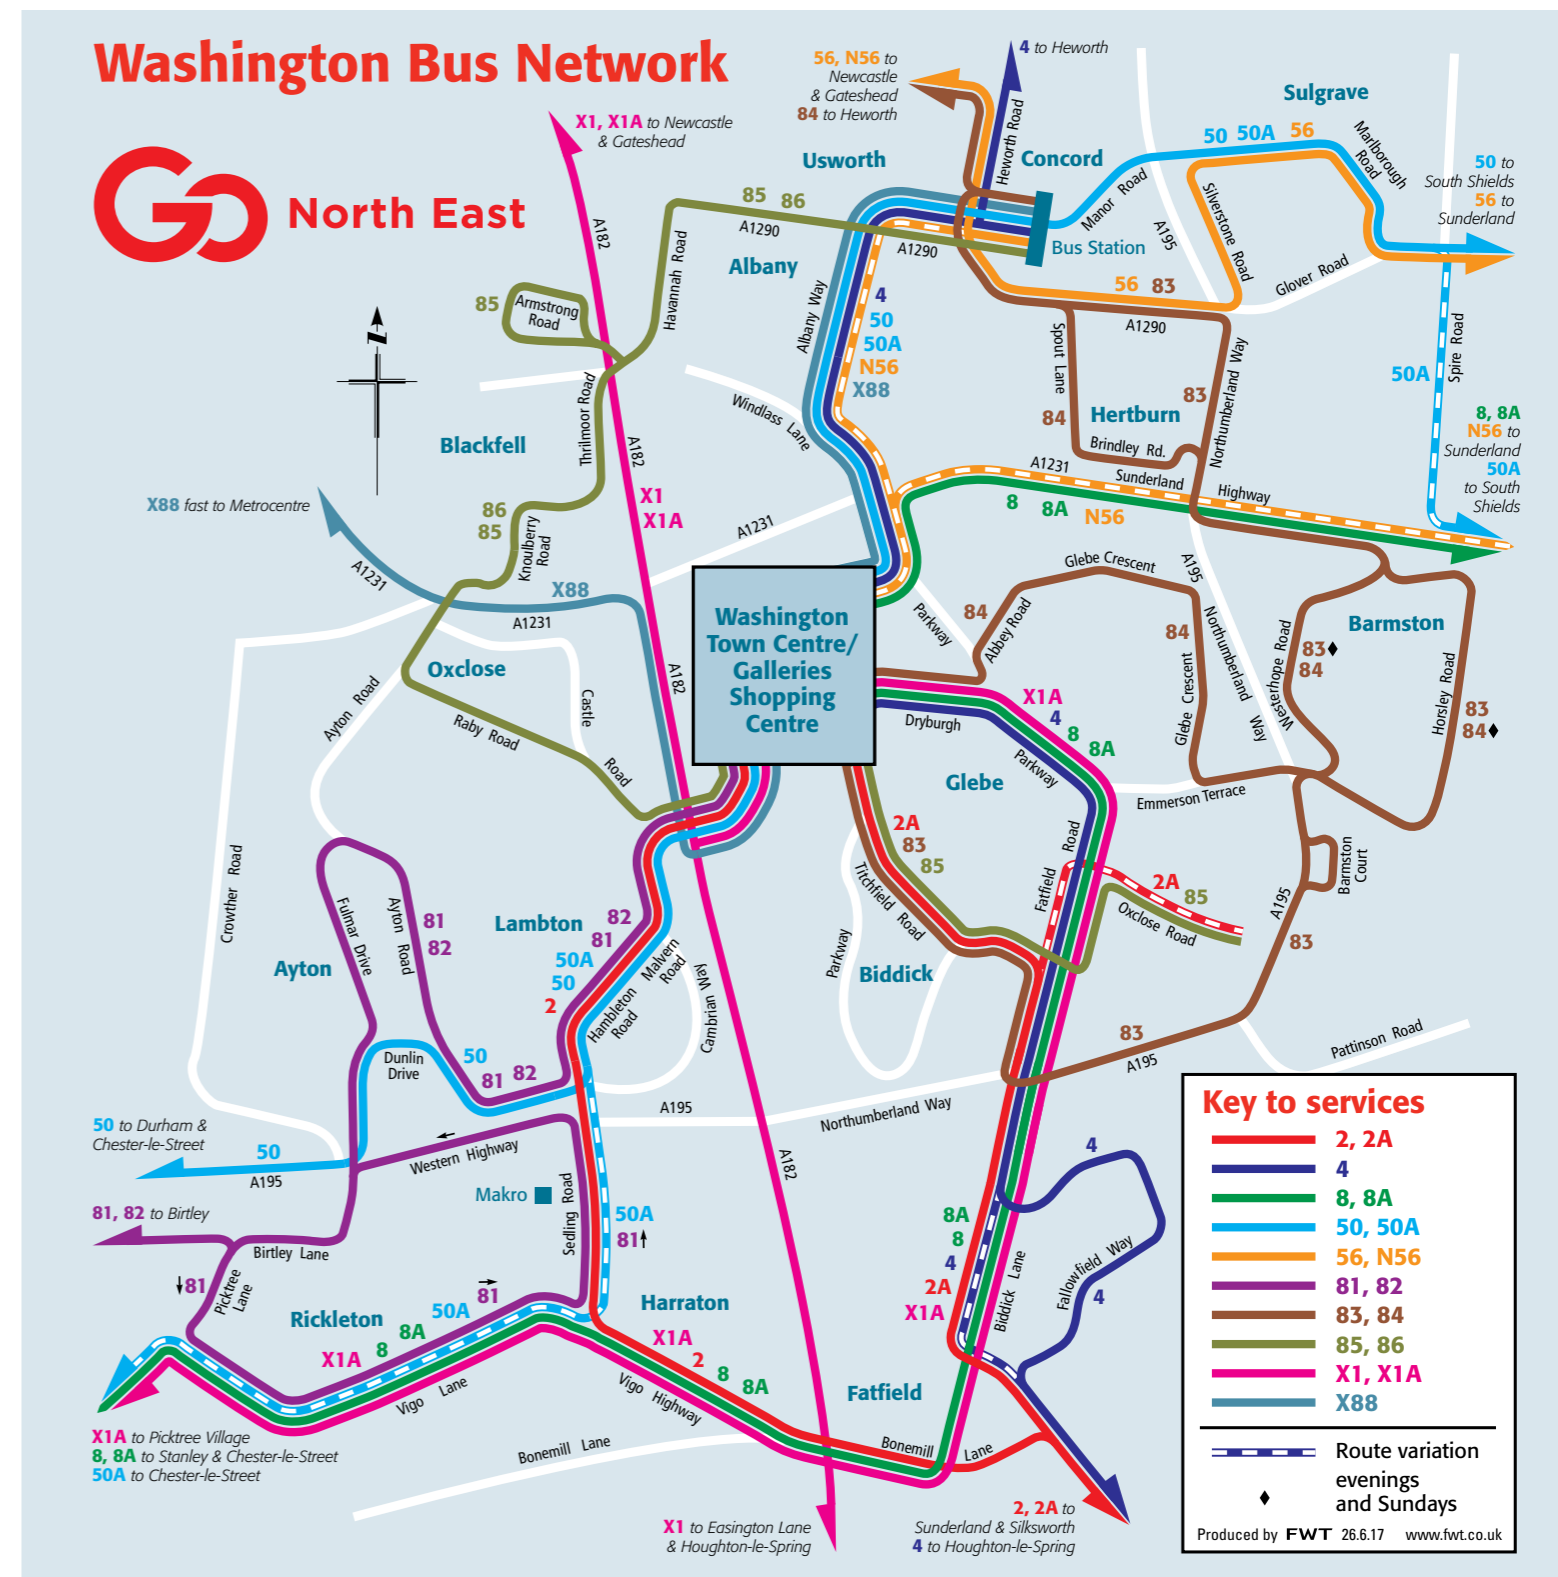 Washington Bus Network
GO North East
56, N56 to
Newcastle
& Gateshead
84 to Heworth
4 to Heworth
X1, X1A to Newcastle
& Gateshead
Heworth Road
Usworth
Concord
Sulgrave
50 50A 56
Marlborough
Road
50 to
South Shields
56 to
Sunderland
Manor Road
A195
Silverstone Road
Glover Road
Bus Station
85 86
A1290
A1290
Albany
A182
Havannah Road
85
Armstrong
Road
Albany Way
4
50
50A
N56
X88
56 83
A1290
Spout Lane
84
Hertburn
83
Northumberland Way
Brindley Rd.
50A
Spire Road
8, 8A
N56 to
Sunderland
50A
to South
Shields
Windlass Lane
Thrilmoor Road
A182
Blackfell
X1
X1A
A1231
Sunderland
Highway
8 8A N56
X88 fast to Metrocentre
86
85
Knoulberry
Road
A1231
A1231
X88
A1231
Washington
Town Centre/
Galleries
Shopping
Centre
Parkway
84
Abbey Road
Glebe Crescent
A195
Northumberland
Way
84
Glebe Crescent
Westerhope Road
83♦
84
Barmston
Horsley Road
83
84♦
Oxclose
Ayton Road
Castle
Road
Raby Road
A182
Dryburgh
Parkway
X1A
4
8
8A
Glebe
Emmerson Terrace
2A
83
85
Titchfield Road
Fatfield
Road
2A
85
Oxclose Road
Barmston
Court
A195
83
Crowther Road
Fulmar Drive
Ayton Road
81
82
Lambton
82
81
50A
50
2
Ayton
Malvern
Road
Hambleton
Road
Cambrian Way
Parkway
Biddick
83
A195
Pattinson Road
Dunlin
Drive
50
81 82
A195
Northumberland Way
50 to Durham &
Chester-le-Street
50
A195
Western Highway
←
Makro
Sedling Road
A182
50A
81↑
81, 82 to Birtley
Birtley Lane
↓81
Picktree
Lane
Rickleton
→
81
50A
8A
8
X1A
Vigo Lane
Harraton
X1A
2
8
8A
Vigo Highway
Bonemill Lane
Fatfield
Bonemill
Lane
8A
8
4
2A
X1A
Biddick Lane
4
Fallowfield Way
4
X1A to Picktree Village
8, 8A to Stanley & Chester-le-Street
50A to Chester-le-Street
X1 to Easington Lane
& Houghton-le-Spring
2, 2A to
Sunderland & Silksworth
4 to Houghton-le-Spring
Key to services
2, 2A
4
8, 8A
50, 50A
56, N56
81, 82
83, 84
85, 86
X1, X1A
X88
Route variation
♦ evenings
and Sundays
Produced by FWT 26.6.17 www.fwt.co.uk